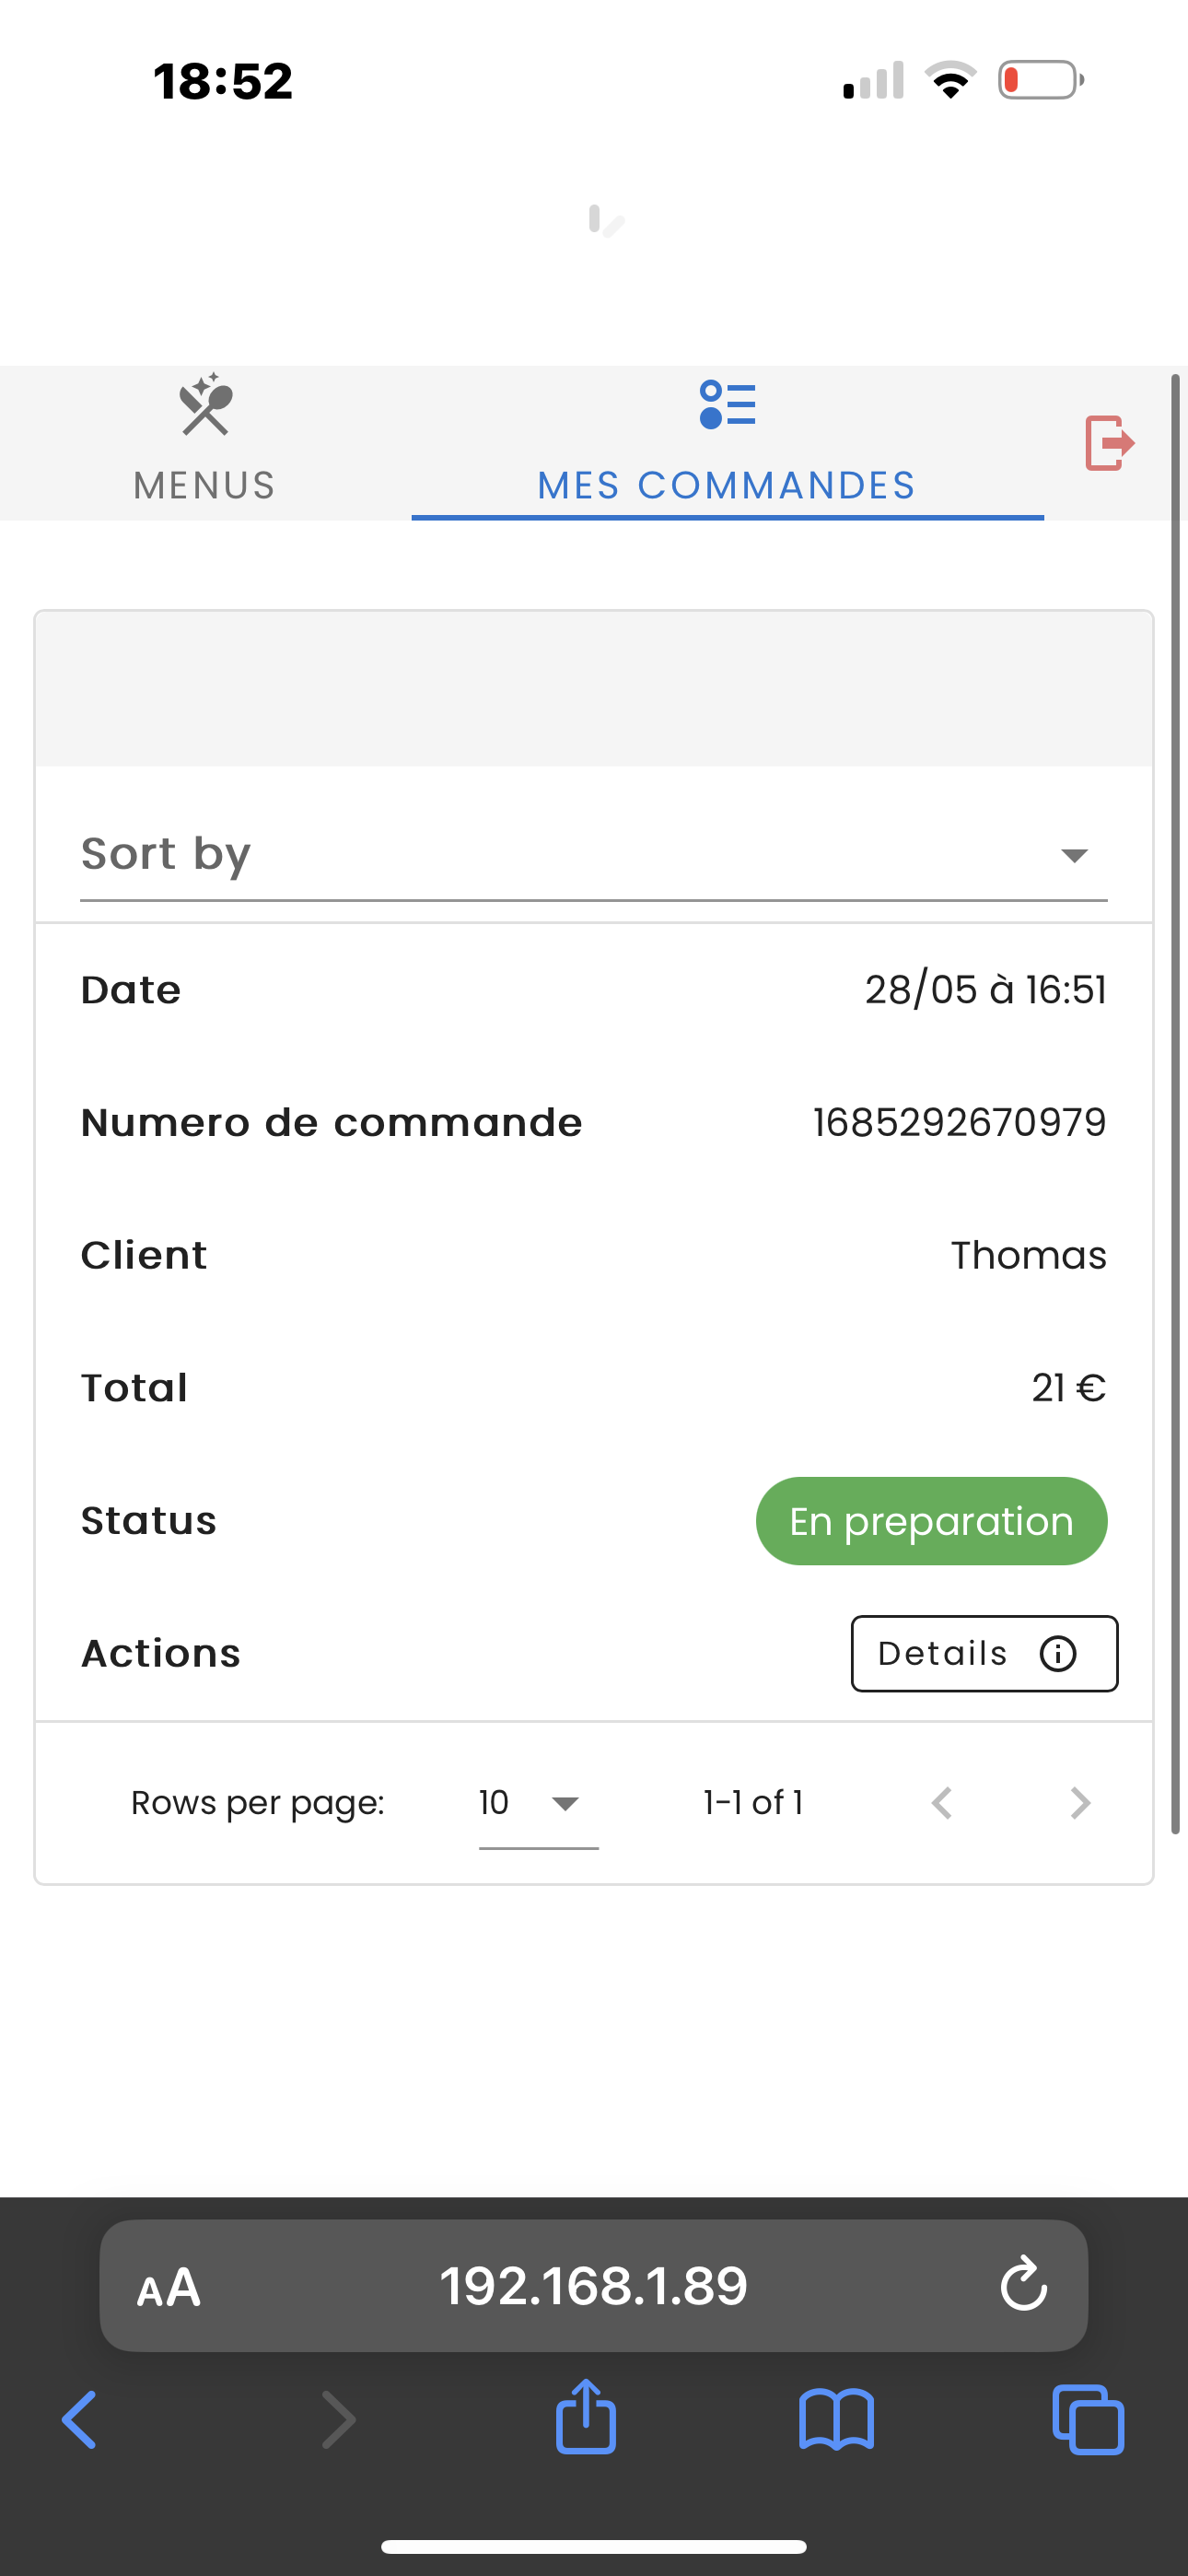 18:52
MENUS
MES COMMANDES
Sort by
Date 28/05 à 16:51
Numero de commande 1685292670979
Client Thomas
Total 21 €
Status En preparation
Actions Details
Rows per page: 10 1-1 of 1
AA 192.168.1.89